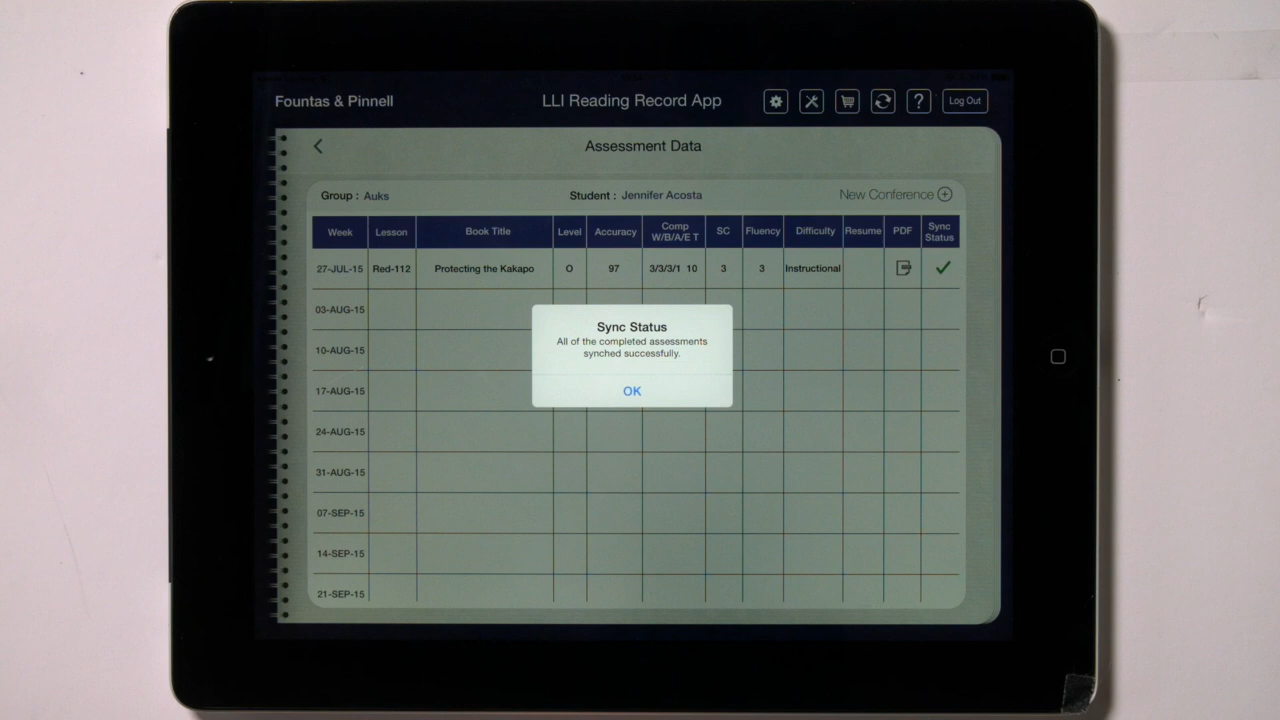 Fountas & Pinnell
LLI Reading Record App
?
Log Out
Assessment Data
Group : Auks
Student : Jennifer Acosta
New Conference
Week
Lesson
Book Title
Level
Accuracy
Comp
W/B/A/E T
SC
Fluency
Difficulty
Resume
PDF
Sync
Status
27-JUL-15
Red-112
Protecting the Kakapo
O
97
3/3/3/1 10
3
3
Instructional
03-AUG-15
10-AUG-15
17-AUG-15
24-AUG-15
31-AUG-15
07-SEP-15
14-SEP-15
21-SEP-15
Sync Status
All of the completed assessments
synched successfully.
OK